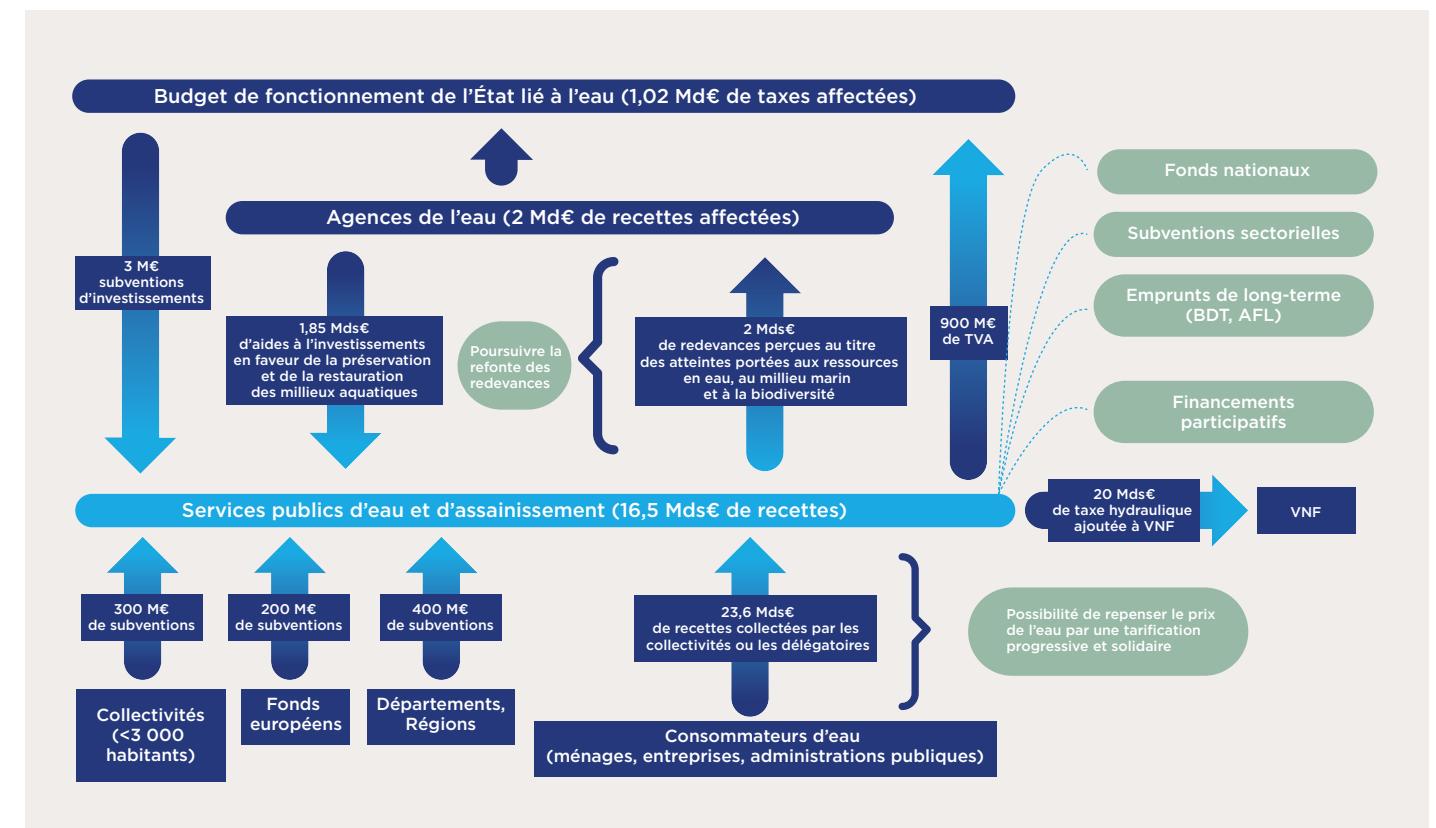 Budget de fonctionnement de l’État lié à l’eau (1,02 Md€ de taxes affectées)
Agences de l’eau (2 Md€ de recettes affectées)
3 M€
subventions
d’investissements
1,85 Mds€
d’aides à l’investissements
en faveur de la préservation
et de la restauration
des millieux aquatiques
Poursuivre la
refonte des
redevances
2 Mds€
de redevances perçues au titre
des atteintes portées aux ressources
en eau, au millieu marin
et à la biodiversité
900 M€
de TVA
Fonds nationaux
Subventions sectorielles
Emprunts de long-terme
(BDT, AFL)
Financements
participatifs
Services publics d’eau et d’assainissement (16,5 Mds€ de recettes)
20 Mds€
de taxe hydraulique
ajoutée à VNF
VNF
300 M€
de subventions
200 M€
de subventions
400 M€
de subventions
23,6 Mds€
de recettes collectées par les
collectivités ou les délégatoires
Possibilité de repenser le prix
de l’eau par une tarification
progressive et solidaire
Collectivités
(<3 000
habitants)
Fonds
européens
Départements,
Régions
Consommateurs d’eau
(ménages, entreprises, administrations publiques)